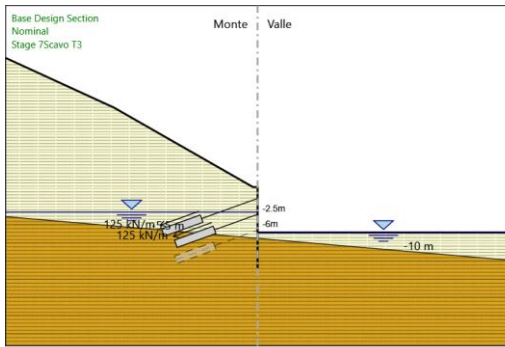 Base Design Section
Nominal
Stage 7Scavo T3
Monte
Valle
-2.5m
-6m
125 kN/m
125 kN/m
-10 m